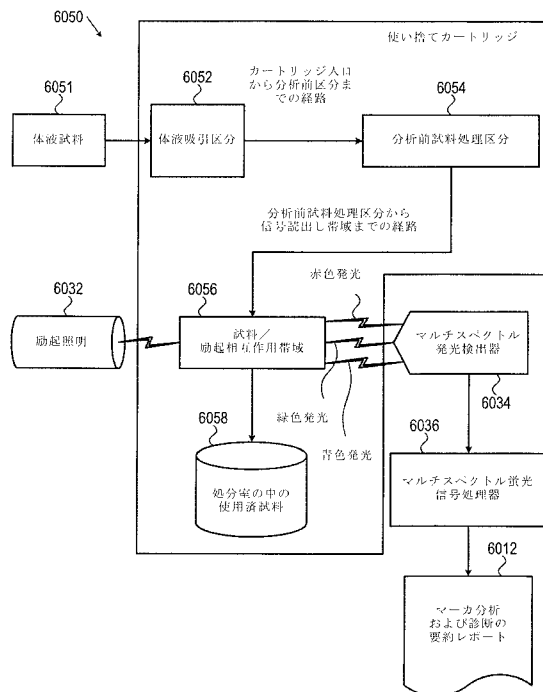 6050
使い捨てカートリッジ
6051
6052
カートリッジ入口
から分析前区分ま
での経路
6054
体液試料
体液吸引区分
分析前試料処理区分
分析前試料処理区分から
信号読出し帯域までの経路
赤色発光
6032
6056
励起照明
試料/
励起相互作用帯域
マルチスペクトル
発光検出器
6034
6058
緑色発光
青色発光
6036
処分室の中の
使用済試料
マルチスペクトル蛍光
信号処理器
6012
マーカ分析
および診断の
要約レポート